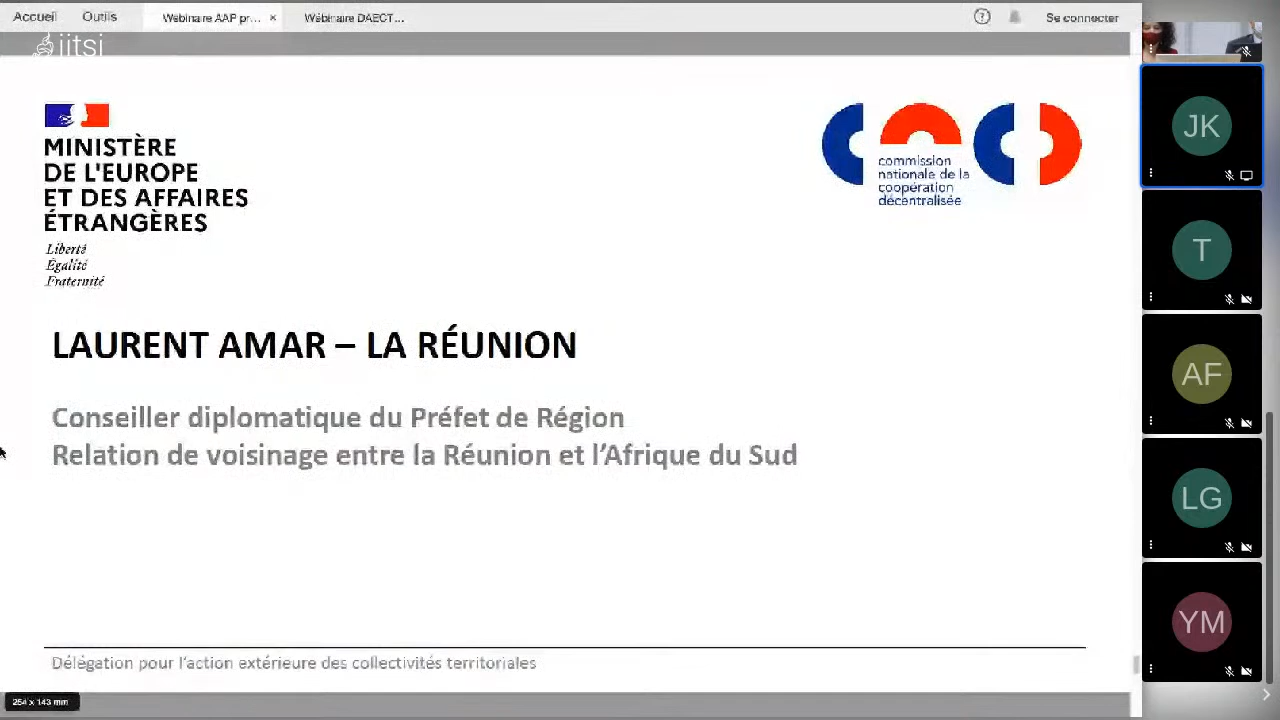 Accueil
Outils
Wébinaire AAP pr... ×
Wébinaire DAECT...
?
Se connecter
jitsi
MINISTÈRE
DE L'EUROPE
ET DES AFFAIRES
ÉTRANGÈRES
Liberté
Égalité
Fraternité
commission
nationale de la
coopération
décentralisée
LAURENT AMAR – LA RÉUNION
Conseiller diplomatique du Préfet de Région
Relation de voisinage entre la Réunion et l'Afrique du Sud
Délégation pour l'action extérieure des collectivités territoriales
254 x 143 mm
JK
T
AF
LG
YM